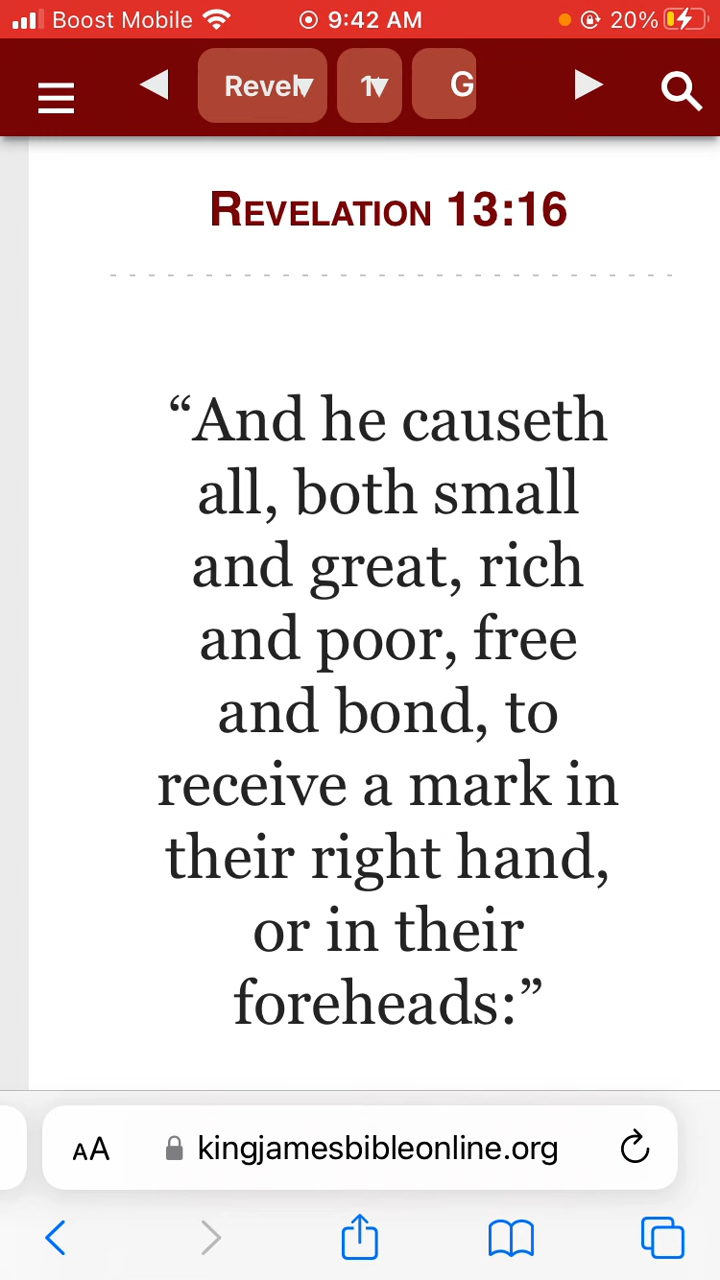 Boost Mobile 9:42 AM 20%
Revel 1 G
REVELATION 13:16
“And he causeth
all, both small
and great, rich
and poor, free
and bond, to
receive a mark in
their right hand,
or in their
foreheads:”
AA kingjamesbibleonline.org